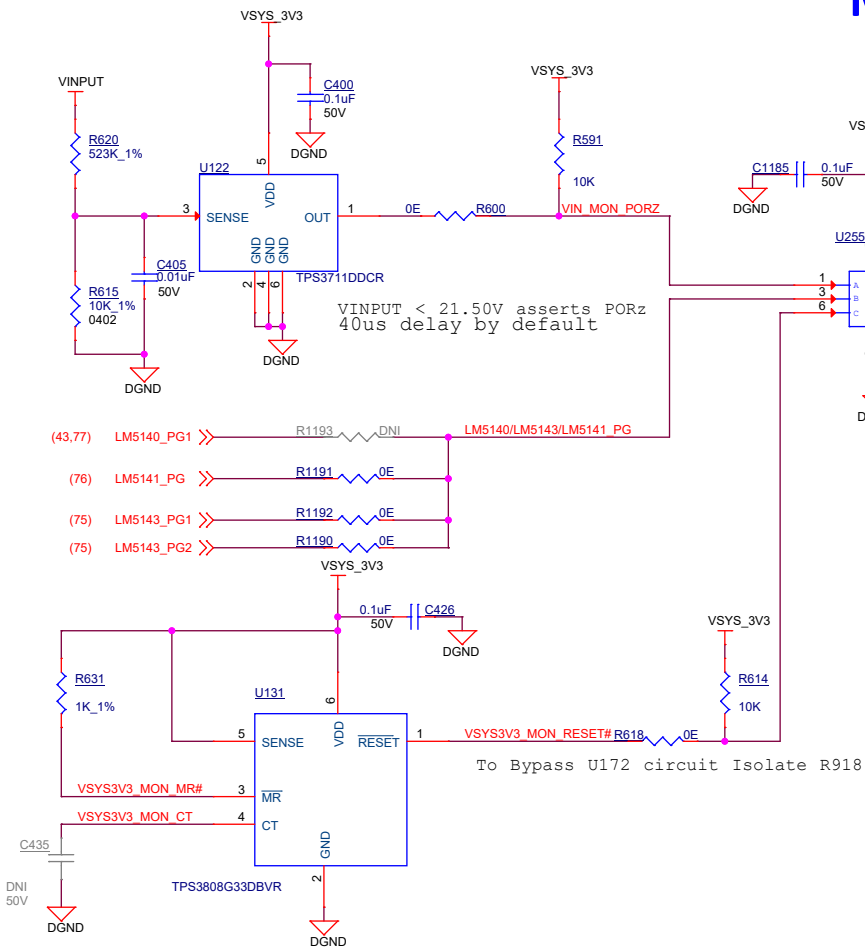 VSYS_3V3
VINPUT
C400
0.1uF
50V
DGND
R620
523K_1%
U122
5
VDD
3
SENSE
OUT
1
GND
GND
GND
2
4
6
TPS3711DDCR
DGND
C405
0.01uF
50V
R615
10K_1%
0402
DGND
0E
R600
VSYS_3V3
R591
10K
VIN_MON_PORZ
VINPUT < 21.50V asserts PORz
40us delay by default
VS
C1185
0.1uF
50V
DGND
U255
1
A
3
B
6
C
D
(43,77)
LM5140_PG1
R1193
DNI
LM5140/LM5143/LM5141_PG
(76)
LM5141_PG
R1191
0E
(75)
LM5143_PG1
R1192
0E
(75)
LM5143_PG2
R1190
0E
VSYS_3V3
0.1uF
50V
C426
DGND
R631
1K_1%
U131
6
VDD
5
SENSE
RESET
1
VSYS3V3_MON_RESET#
R618
0E
VSYS_3V3
R614
10K
To Bypass U172 circuit Isolate R918
VSYS3V3_MON_MR#
3
MR
VSYS3V3_MON_CT
4
CT
GND
2
C435
DNI
50V
DGND
TPS3808G33DBVR
DGND